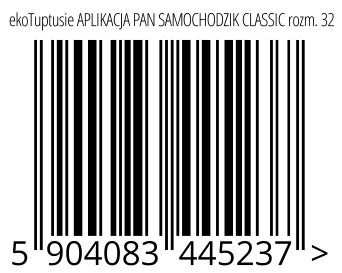 ekoTuptusie APLIKACJA PAN SAMOCHODZIK CLASSIC rozm. 32
5 904083 445237 >